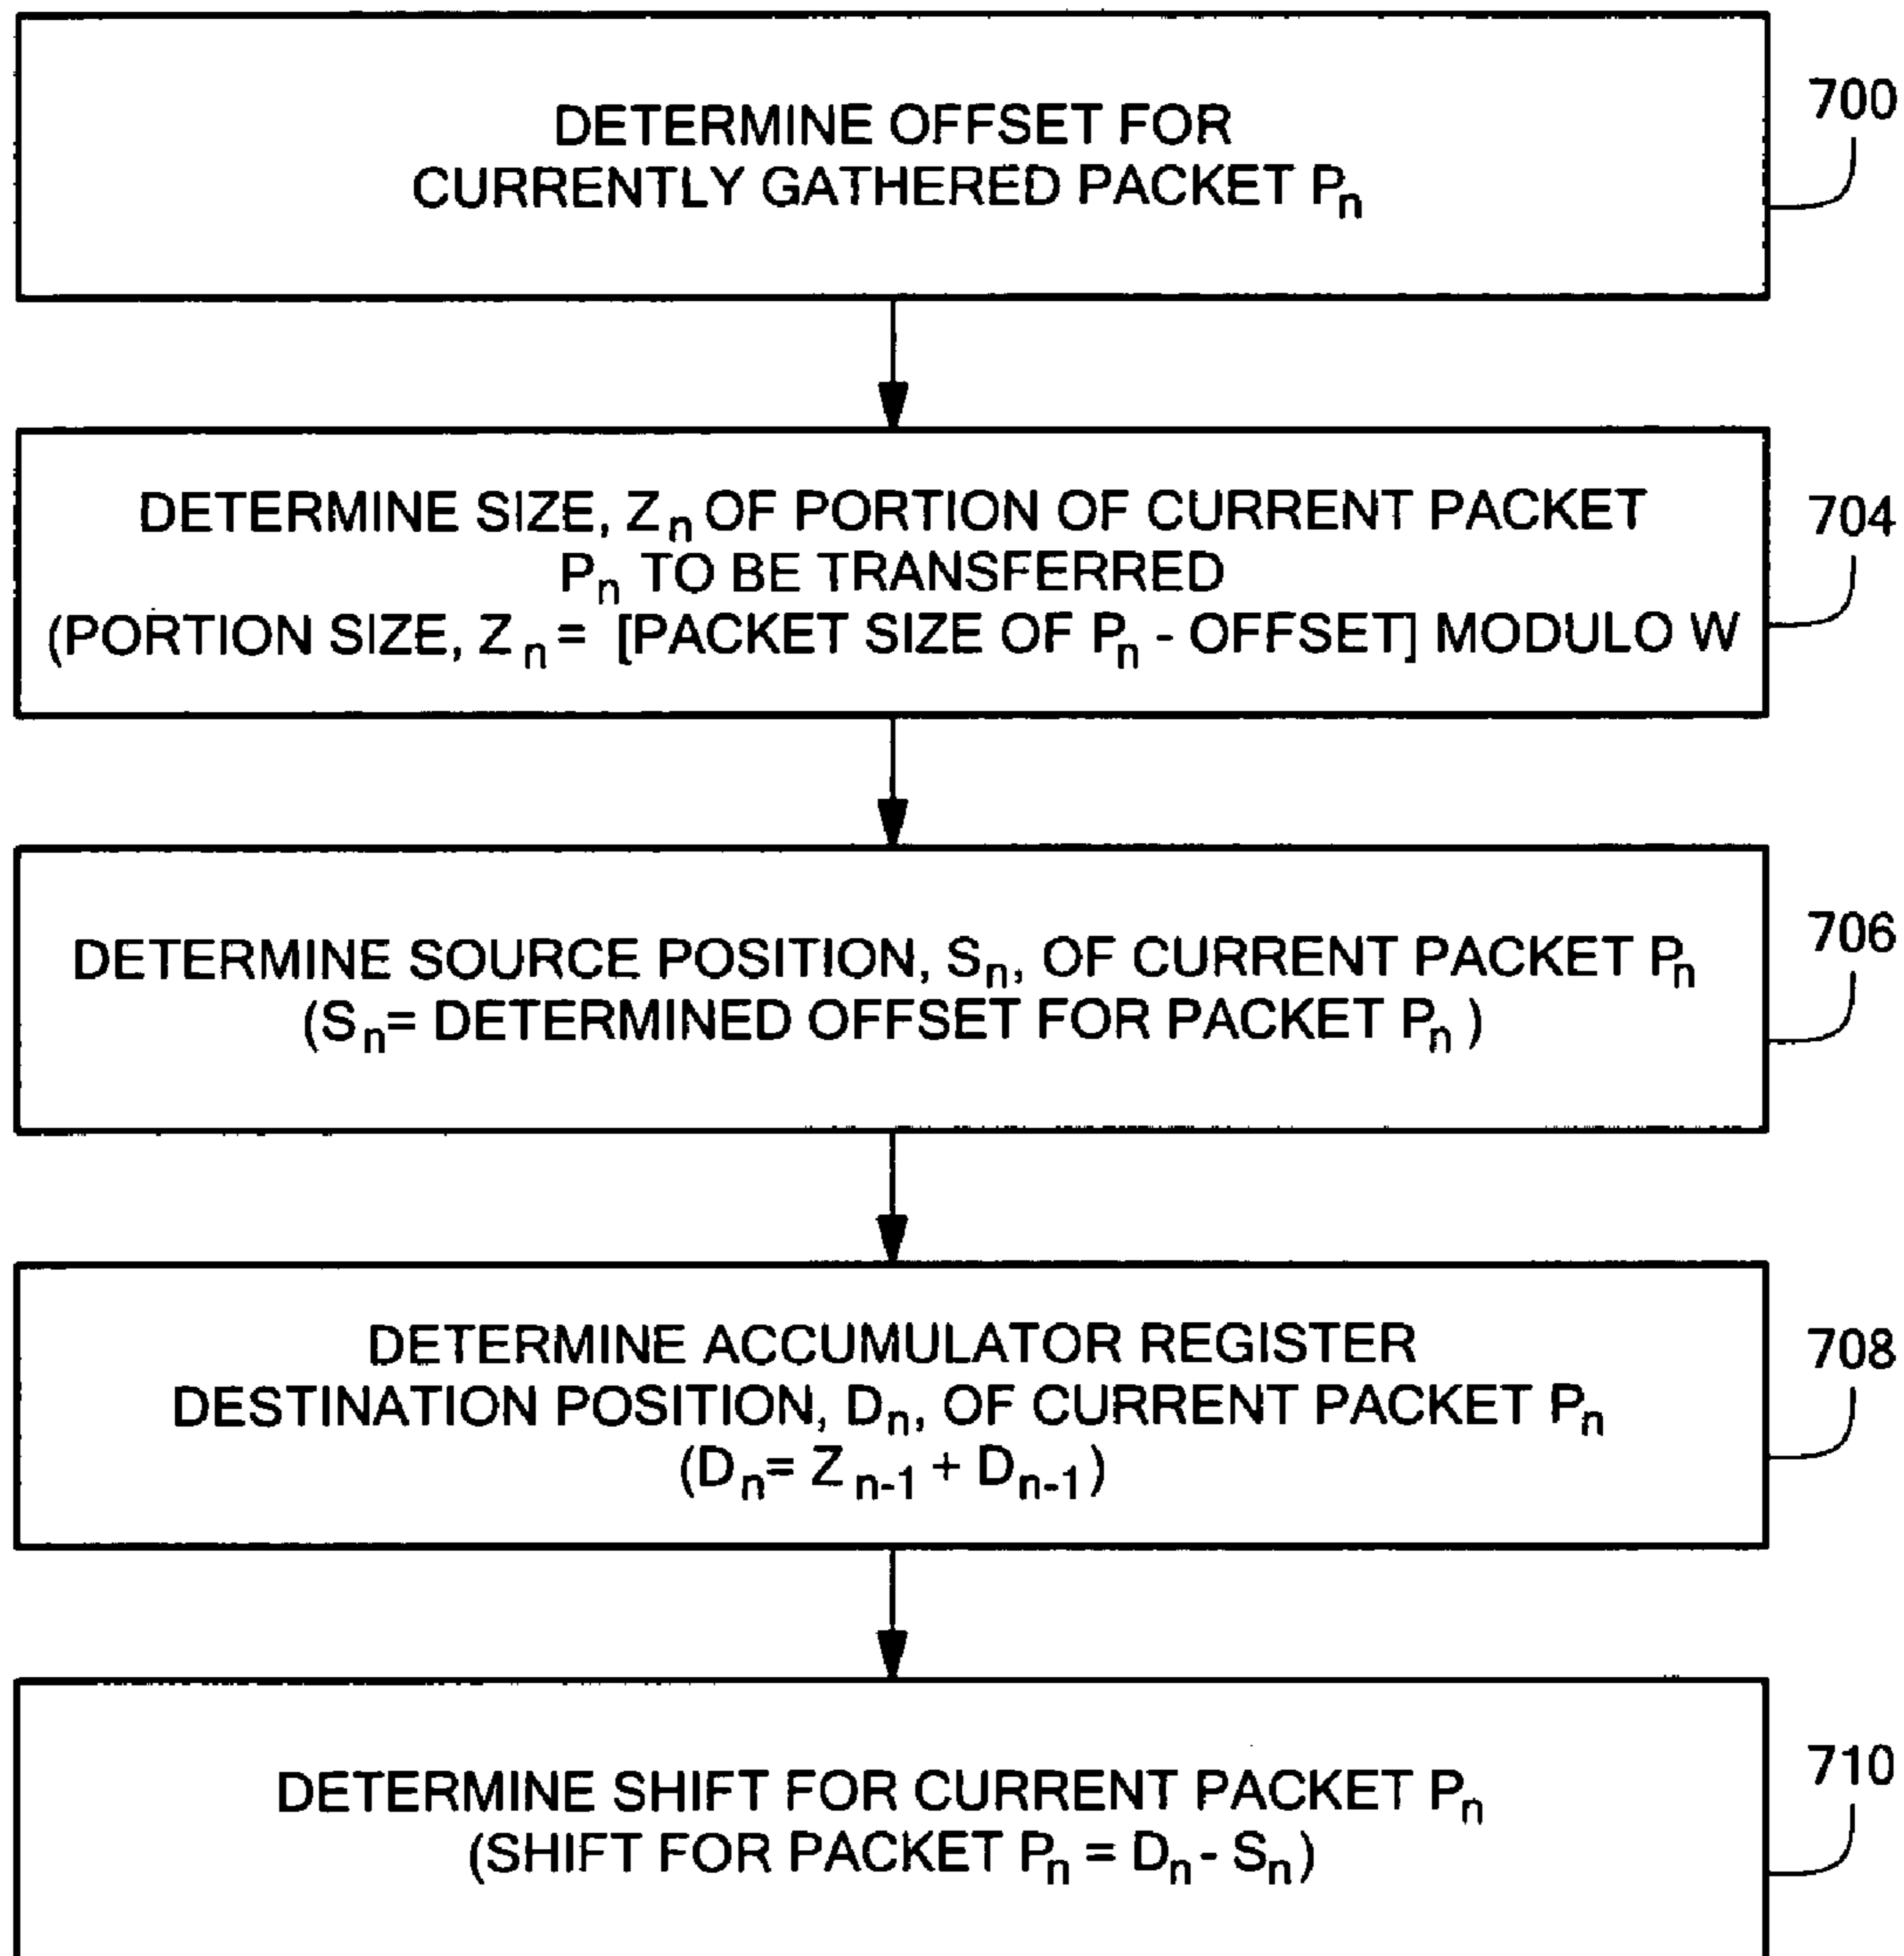 DETERMINE OFFSET FOR
CURRENTLY GATHERED PACKET Pn
700
DETERMINE SIZE, Zn OF PORTION OF CURRENT PACKET
Pn TO BE TRANSFERRED
(PORTION SIZE, Zn = [PACKET SIZE OF Pn - OFFSET] MODULO W
704
DETERMINE SOURCE POSITION, Sn, OF CURRENT PACKET Pn
(Sn= DETERMINED OFFSET FOR PACKET Pn)
706
DETERMINE ACCUMULATOR REGISTER
DESTINATION POSITION, Dn, OF CURRENT PACKET Pn
(Dn= Zn-1 + Dn-1)
708
DETERMINE SHIFT FOR CURRENT PACKET Pn
(SHIFT FOR PACKET Pn = Dn - Sn)
710